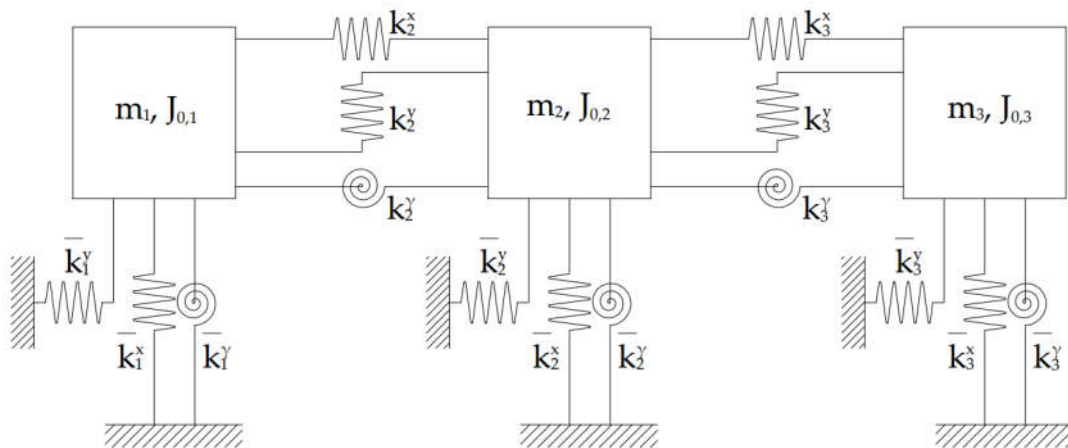 k₂ˣ k₃ˣ
m₁, J₀,₁ k₂ʸ m₂, J₀,₂ k₃ʸ m₃, J₀,₃
k₂ᵞ k₃ᵞ
k̅₁ʸ k̅₂ʸ k̅₃ʸ
k̅₁ˣ k̅₁ᵞ k̅₂ˣ k̅₂ᵞ k̅₃ˣ k̅₃ᵞ